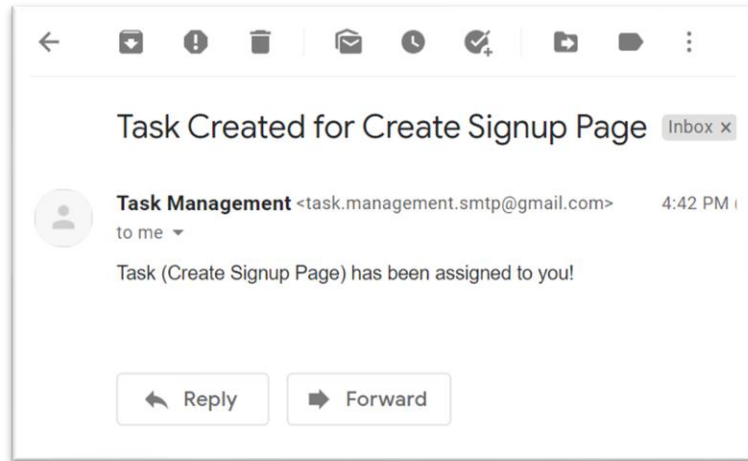 Task Created for Create Signup Page Inbox x
Task Management <task.management.smtp@gmail.com> 4:42 PM (
to me
Task (Create Signup Page) has been assigned to you!
Reply Forward